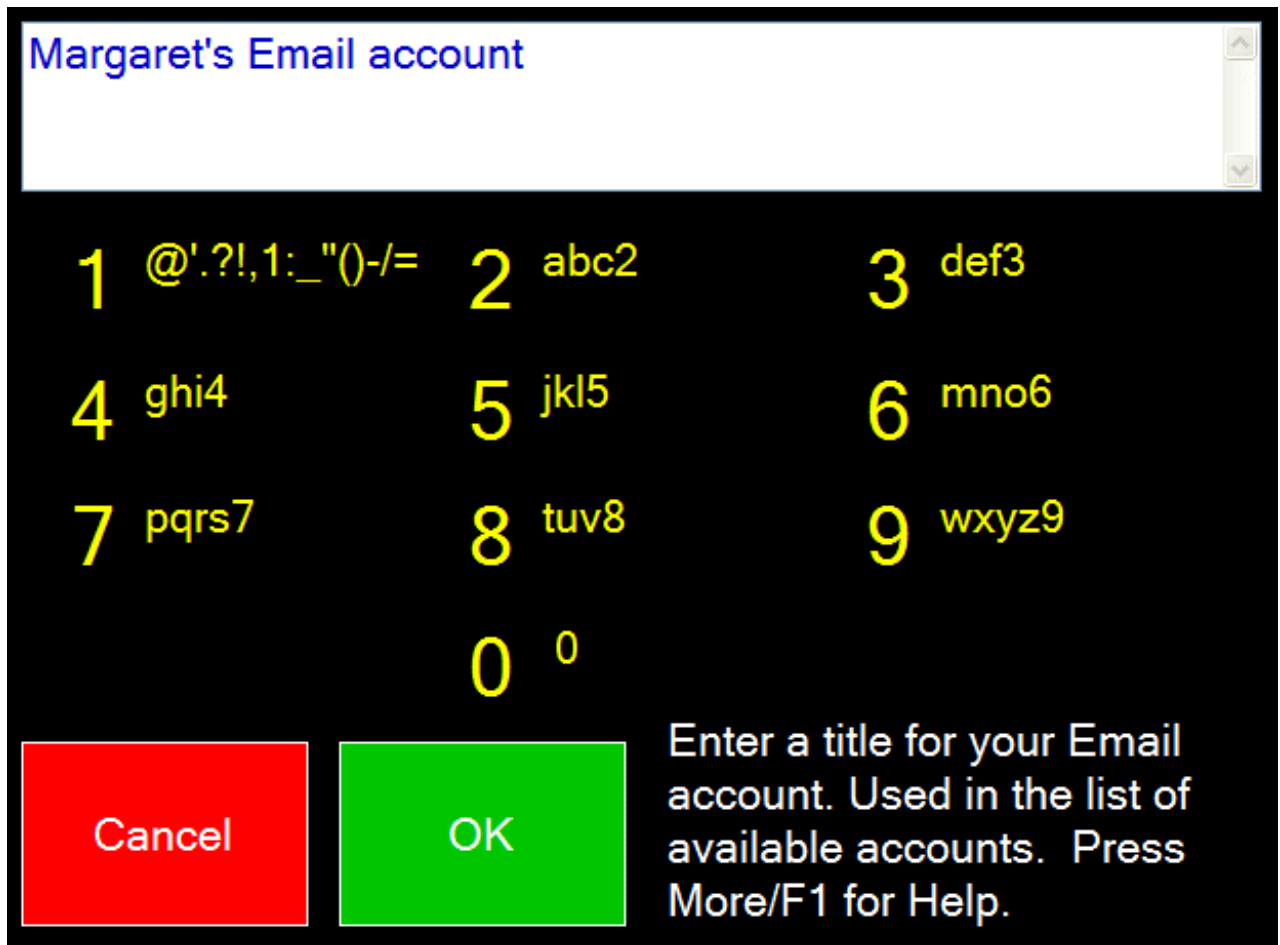 Margaret's Email account
1 @'.?!,1:_"()-/= 2 abc2 3 def3
4 ghi4 5 jkl5 6 mno6
7 pqrs7 8 tuv8 9 wxyz9
0 0
Cancel OK
Enter a title for your Email
account. Used in the list of
available accounts.  Press
More/F1 for Help.